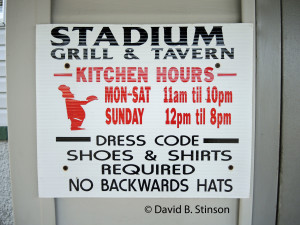 STADIUM
GRILL & TAVERN
KITCHEN HOURS
MON-SAT 11am til 10pm
SUNDAY 12pm til 8pm
DRESS CODE
SHOES & SHIRTS
REQUIRED
NO BACKWARDS HATS
© David B. Stinson